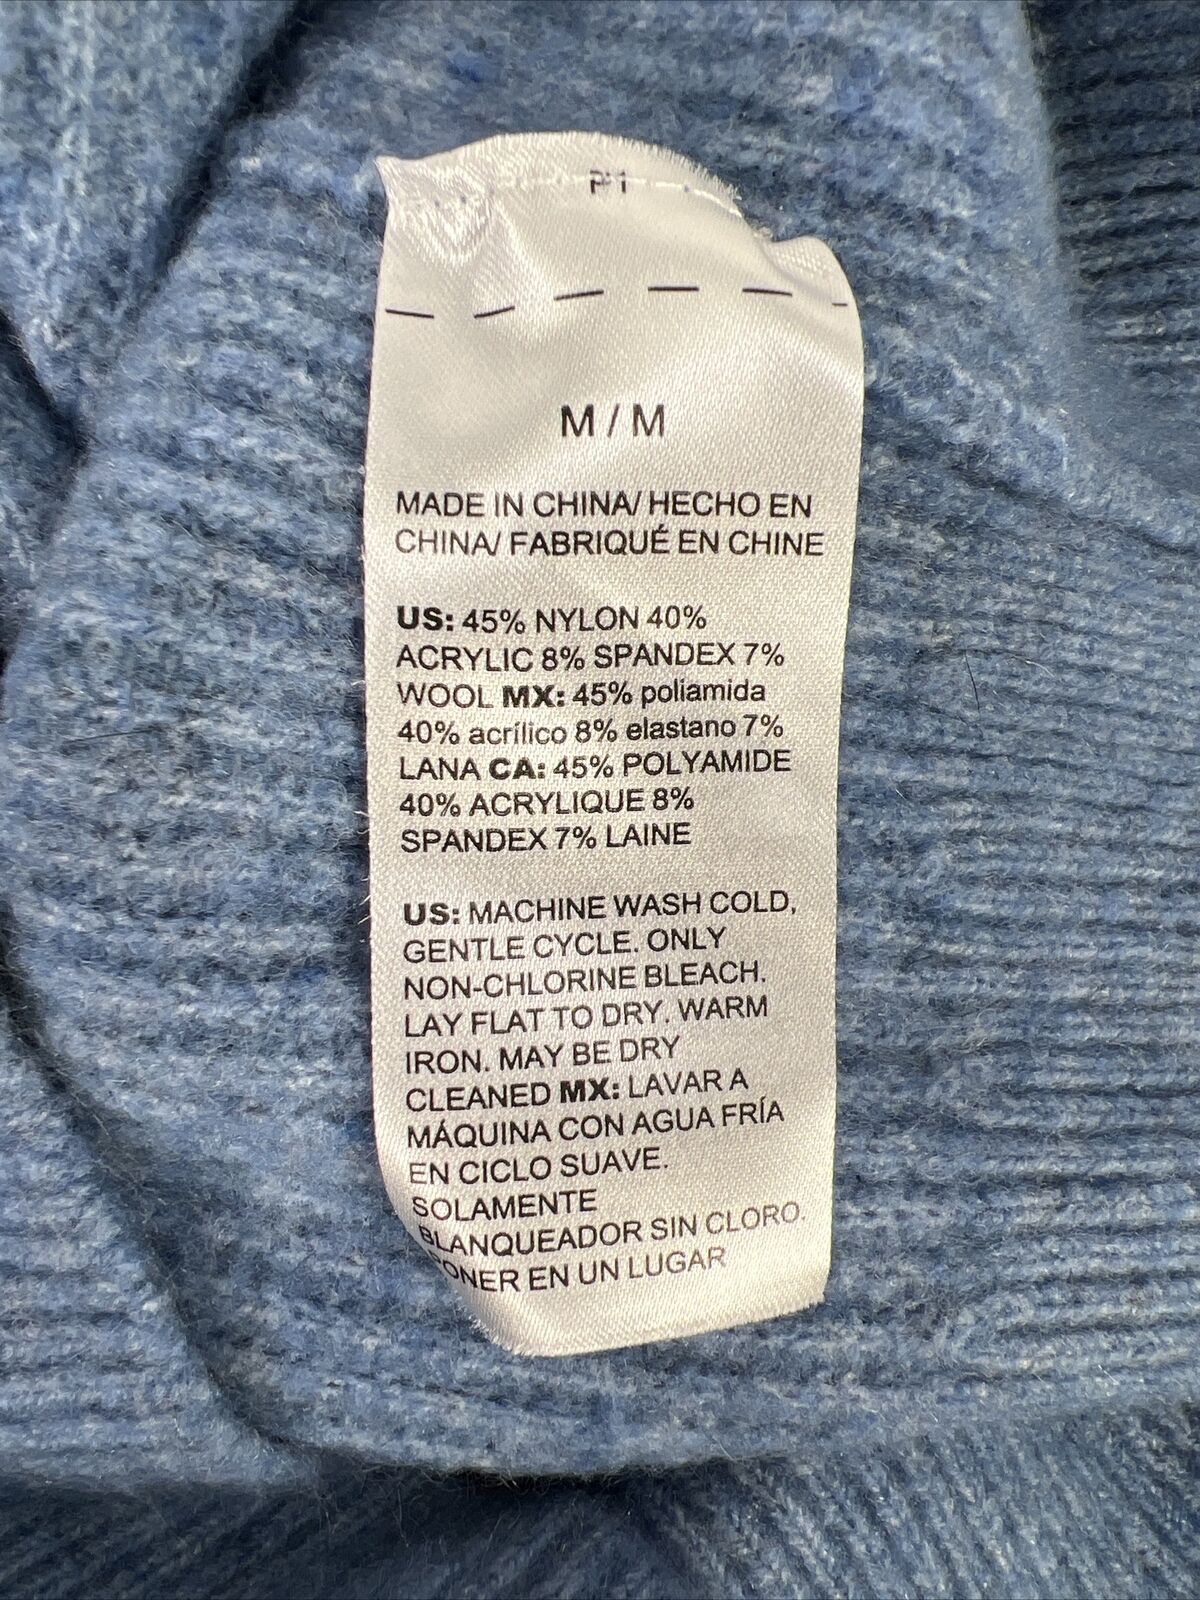 P1
M / M
MADE IN CHINA/ HECHO EN
CHINA/ FABRIQUÉ EN CHINE
US: 45% NYLON 40%
ACRYLIC 8% SPANDEX 7%
WOOL MX: 45% poliamida
40% acrílico 8% elastano 7%
LANA CA: 45% POLYAMIDE
40% ACRYLIQUE 8%
SPANDEX 7% LAINE
US: MACHINE WASH COLD,
GENTLE CYCLE. ONLY
NON-CHLORINE BLEACH.
LAY FLAT TO DRY. WARM
IRON. MAY BE DRY
CLEANED MX: LAVAR A
MÁQUINA CON AGUA FRÍA
EN CICLO SUAVE.
SOLAMENTE
BLANQUEADOR SIN CLORO.
PONER EN UN LUGAR